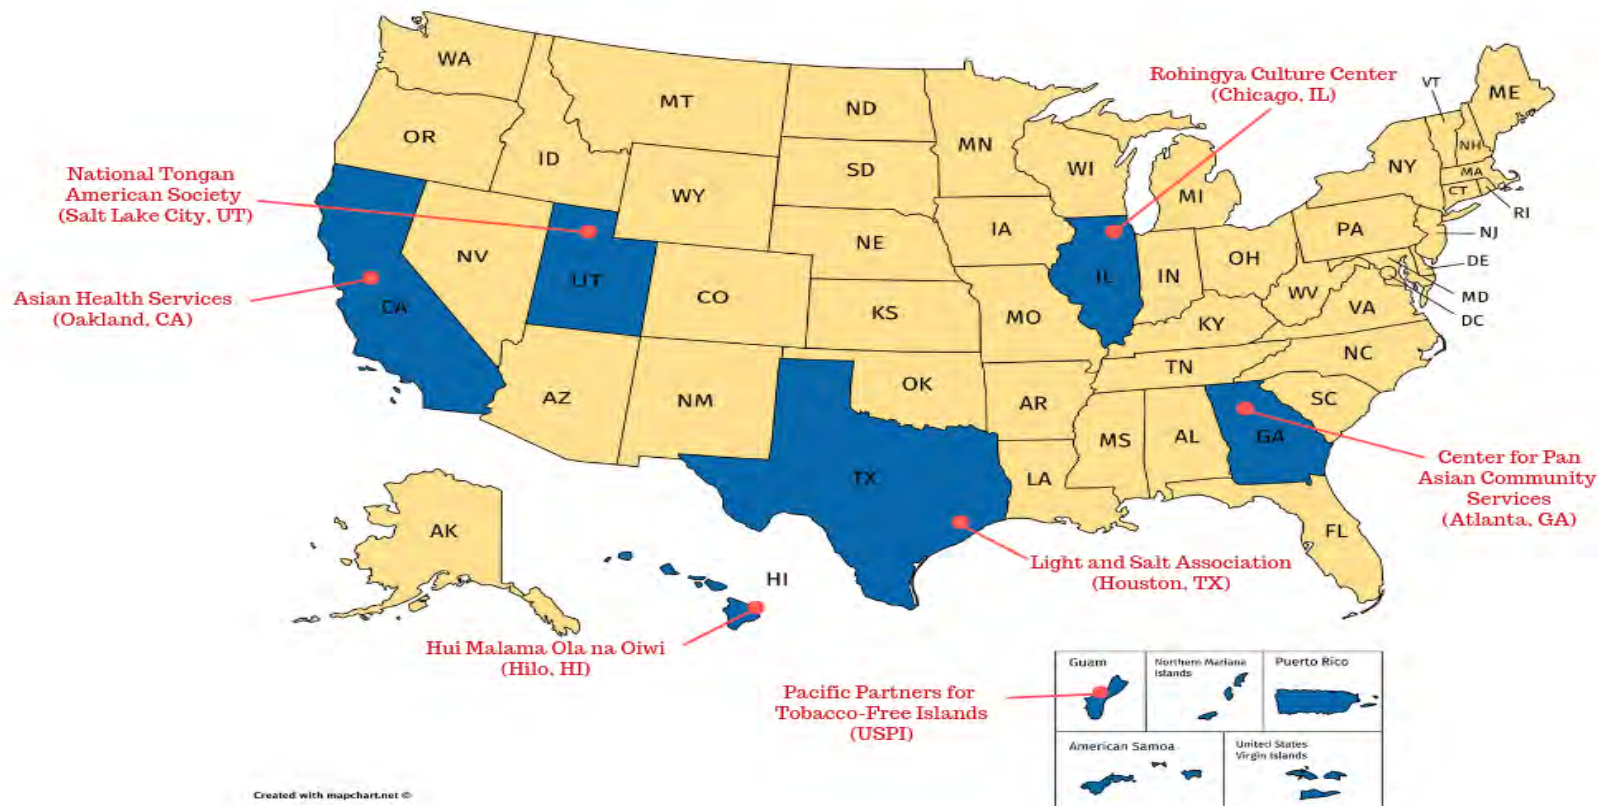 Rohingya Culture Center
(Chicago, IL)
National Tongan
American Society
(Salt Lake City, UT)
Asian Health Services
(Oakland, CA)
WA
MT
ND
MN
OR
ID
WY
SD
WI
MI
NY
VT
NH
ME
MA
CT
RI
NV
UT
CO
NE
IA
IL
IN
OH
PA
NJ
DE
MD
DC
CA
KS
MO
KY
WV
VA
AZ
NM
OK
AR
TN
NC
SC
TX
LA
MS
AL
GA
FL
Center for Pan
Asian Community
Services
(Atlanta, GA)
Light and Salt Association
(Houston, TX)
AK
HI
Hui Malama Ola na Oiwi
(Hilo, HI)
Pacific Partners for
Tobacco-Free Islands
(USPI)
Guam
Northern Mariana
Islands
Puerto Rico
American Samoa
United States
Virgin Islands
Created with mapchart.net ©